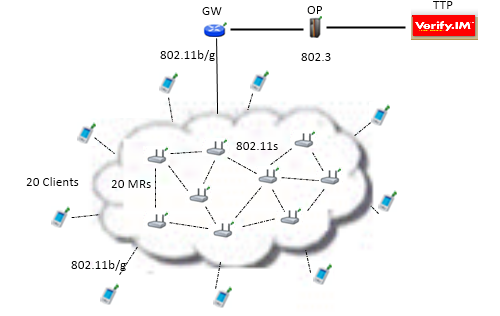 GW
OP
TTP
Verify.IM
802.11b/g
802.3
802.11s
20 Clients
20 MRs
802.11b/g